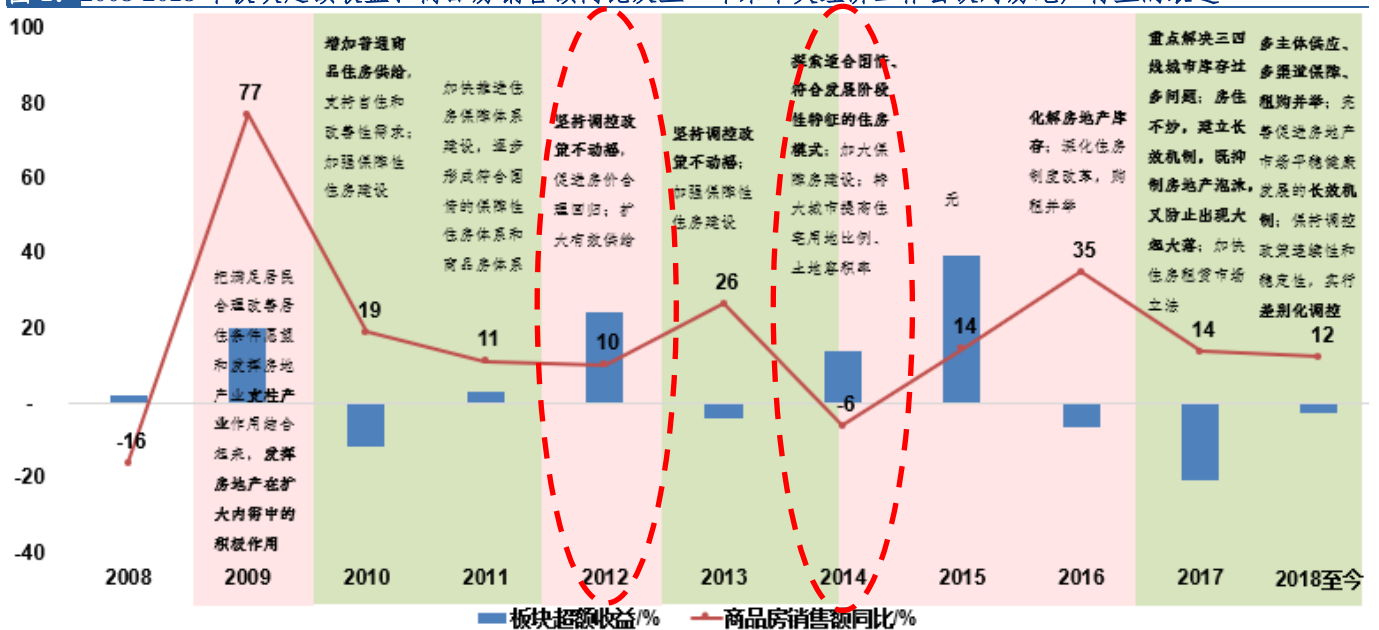 100
80
60
40
20
-
-20
-40
-16
77
19
11
10
26
-6
14
35
14
12
把满足居民
合理改善居
住条件愿望
和发挥房地
产业支柱产
业作用结合
起来，发挥
房地产在扩
大内需中的
积极作用
增加普通商
品住房供给，
支持自住和
改善性需求；
加强保障性
住房建设
加快推进住
房保障体系
建设，逐步
形成符合国
情的保障性
住房体系和
商品房体系
坚持调控政
策不动摇，
促进房价合
理回归；扩
大有效供给
坚持调控政
策不动摇；
加强保障性
住房建设
探索适合国情、
符合发展阶段
性特征的住房
模式；加大保
障房建设；特
大城市提高住
宅用地比例、
土地容积率
无
化解房地产库
存；深化住房
制度改革，购
租并举
重点解决三四
线城市库存过
多问题；房住
不炒，建立长
效机制，既抑
制房地产泡沫，
又防止出现大
起大落；加快
住房租赁市场
立法
多主体供应、
多渠道保障、
租购并举；完
善促进房地产
市场平稳健康
发展的长效机
制；保持调控
政策连续性和
稳定性，实行
差别化调控
2008
2009
2010
2011
2012
2013
2014
2015
2016
2017
2018至今
板块超额收益/%
商品房销售额同比/%